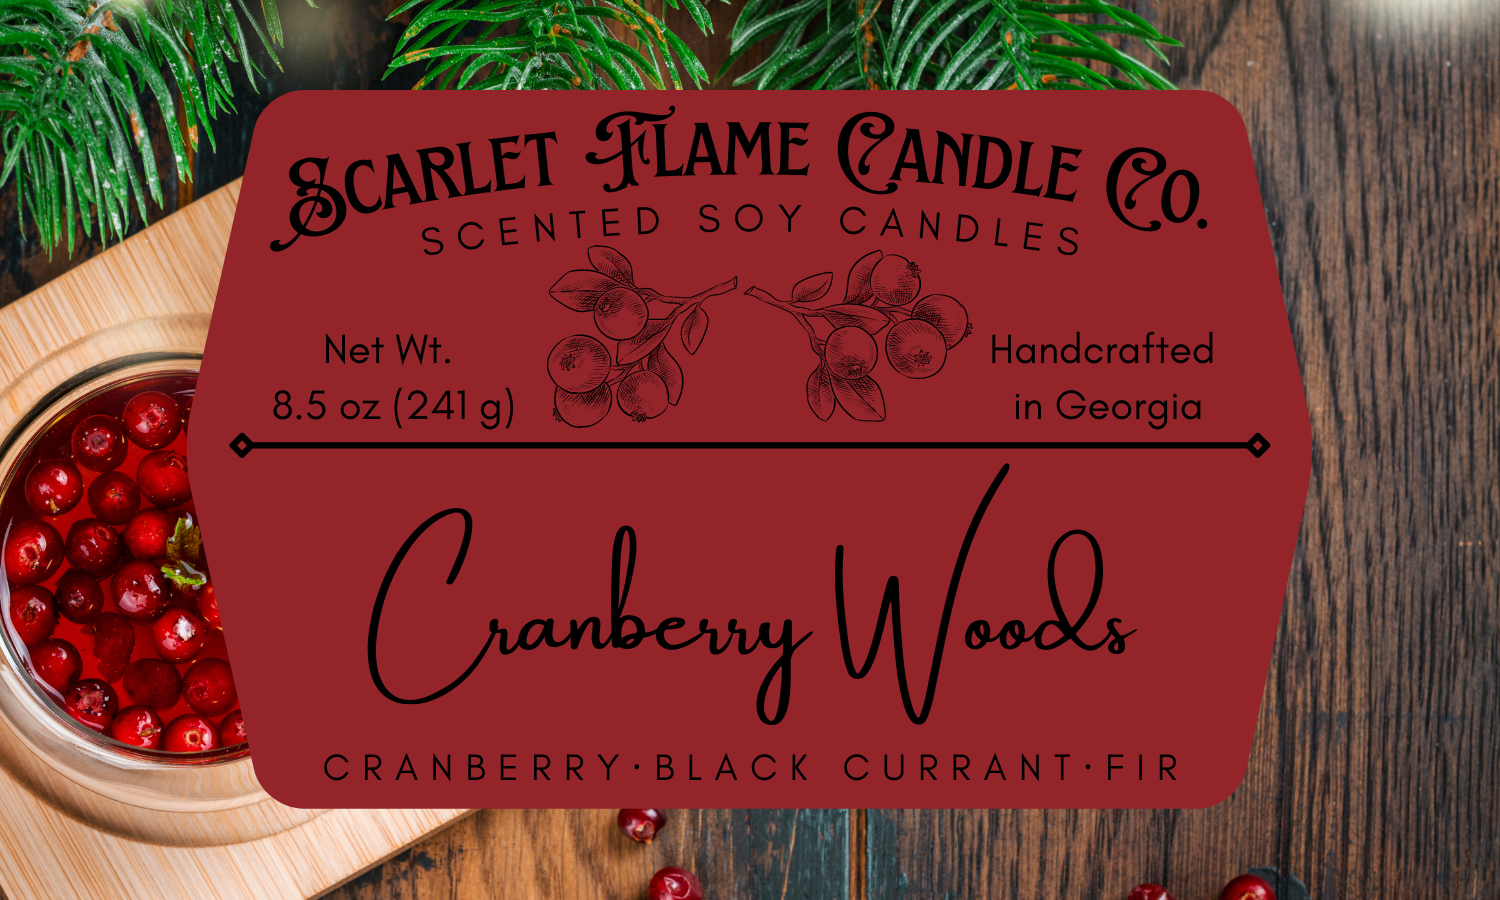 Scarlet Flame Candle Co.
SCENTED SOY CANDLES
Net Wt.
8.5 oz (241 g)
Handcrafted
in Georgia
Cranberry Woods
CRANBERRY·BLACK CURRANT·FIR